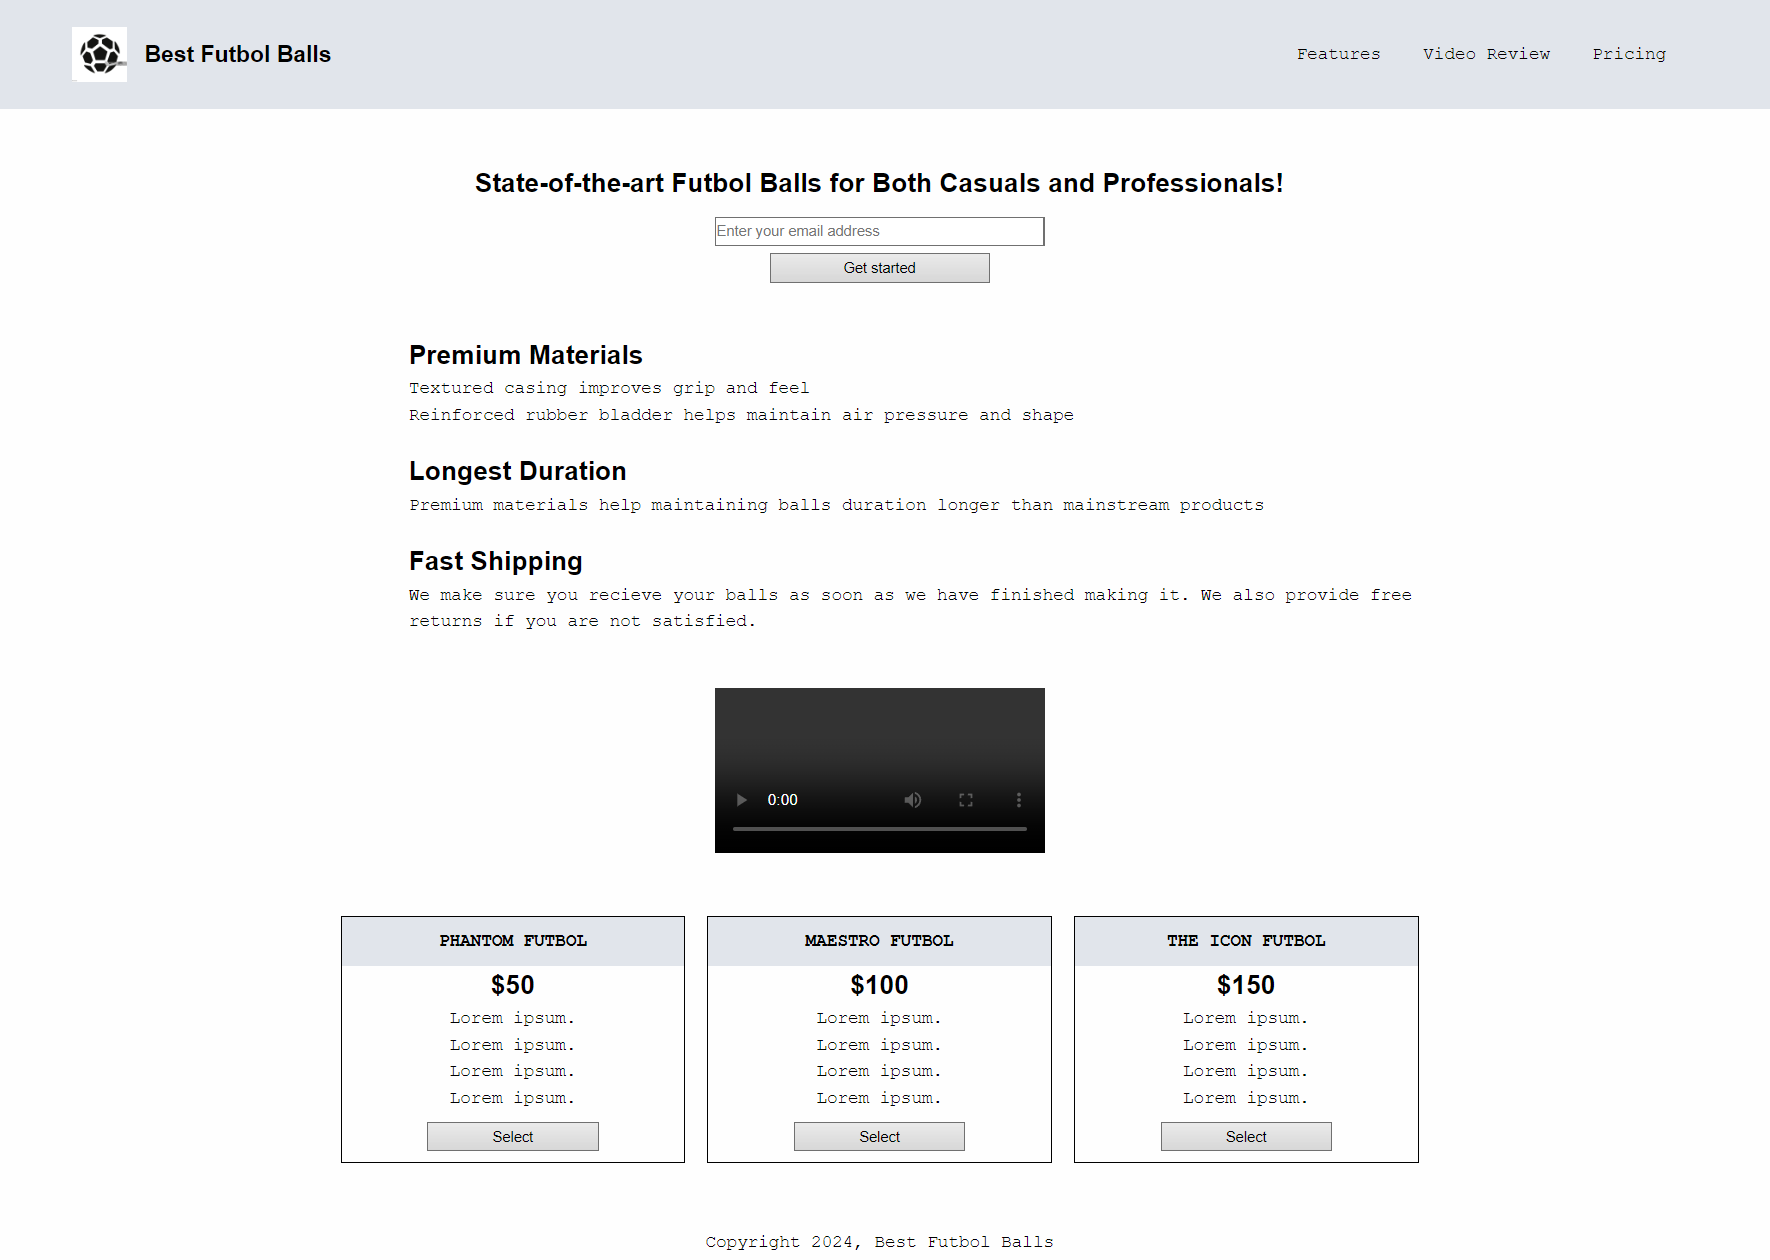 Best Futbol Balls
Features
Video Review
Pricing
State-of-the-art Futbol Balls for Both Casuals and Professionals!
Enter your email address
Get started
Premium Materials
Textured casing improves grip and feel
Reinforced rubber bladder helps maintain air pressure and shape
Longest Duration
Premium materials help maintaining balls duration longer than mainstream products
Fast Shipping
We make sure you recieve your balls as soon as we have finished making it. We also provide free
returns if you are not satisfied.
0:00
PHANTOM FUTBOL
$50
Lorem ipsum.
Lorem ipsum.
Lorem ipsum.
Lorem ipsum.
Select
MAESTRO FUTBOL
$100
Lorem ipsum.
Lorem ipsum.
Lorem ipsum.
Lorem ipsum.
Select
THE ICON FUTBOL
$150
Lorem ipsum.
Lorem ipsum.
Lorem ipsum.
Lorem ipsum.
Select
Copyright 2024, Best Futbol Balls